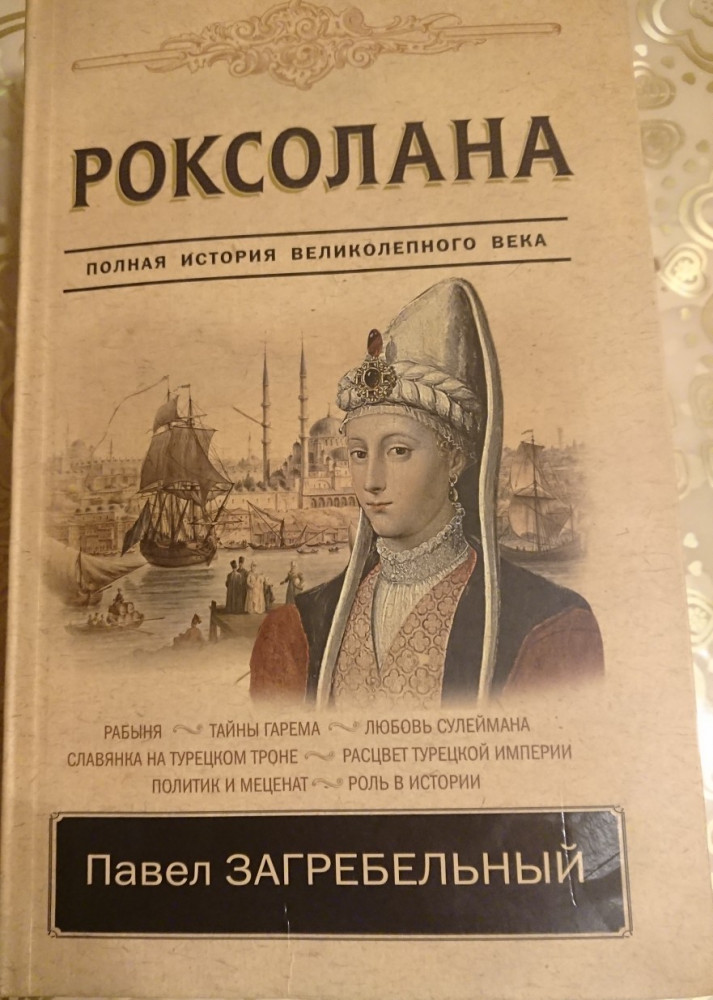 РОКСОЛАНА
ПОЛНАЯ ИСТОРИЯ ВЕЛИКОЛЕПНОГО ВЕКА
РАБЫНЯ ~ ТАЙНЫ ГАРЕМА ~ ЛЮБОВЬ СУЛЕЙМАНА
СЛАВЯНКА НА ТУРЕЦКОМ ТРОНЕ ~ РАСЦВЕТ ТУРЕЦКОЙ ИМПЕРИИ
ПОЛИТИК И МЕЦЕНАТ ~ РОЛЬ В ИСТОРИИ
Павел ЗАГРЕБЕЛЬНЫЙ